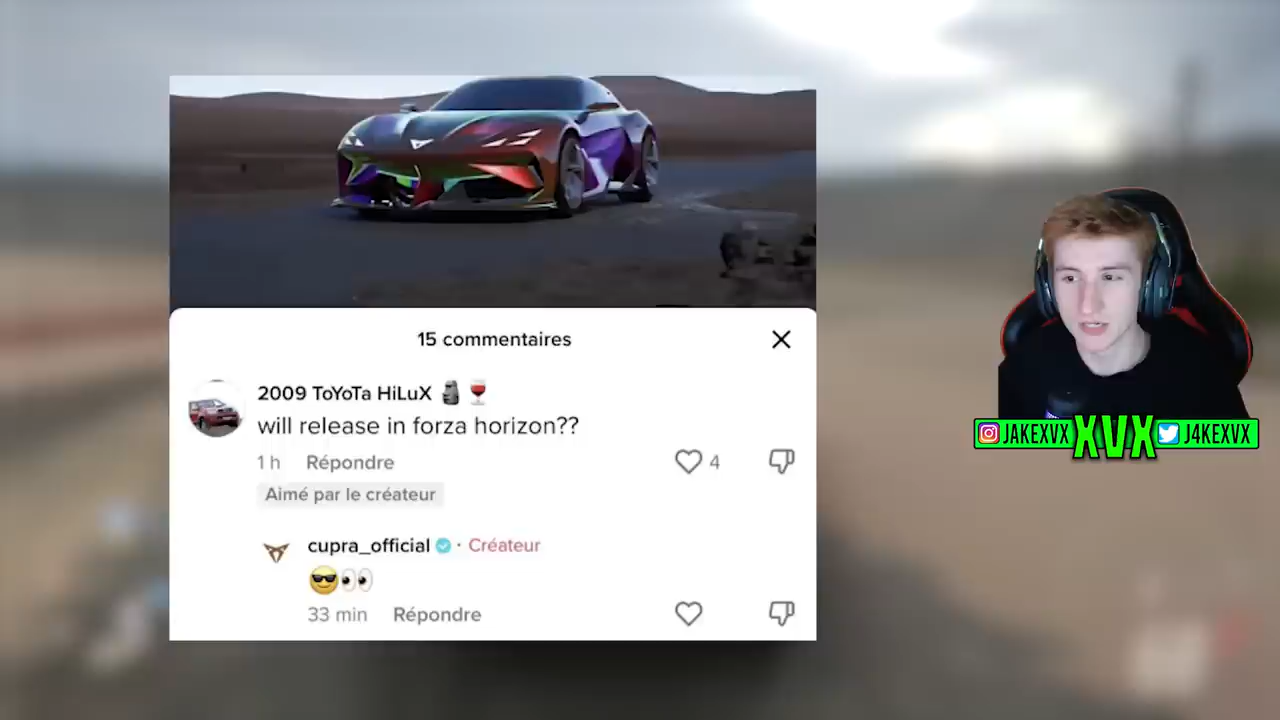 15 commentaires
2009 ToYoTa HiLuX 🗿 🍷
will release in forza horizon??
1 h Répondre
4
Aimé par le créateur
cupra_official · Créateur
😎👀
33 min Répondre
JAKEXVX XVX J4KEXVX